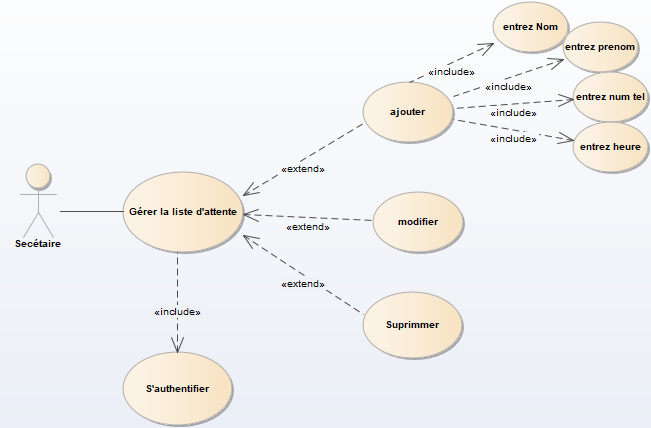 entrez Nom
entrez prenom
«include»
«include»
entrez num tel
ajouter
«include»
«include»
entrez heure
«extend»
Gérer la liste d'attente
modifier
«extend»
Secétaire
«extend»
«include»
Suprimmer
S'authentifier